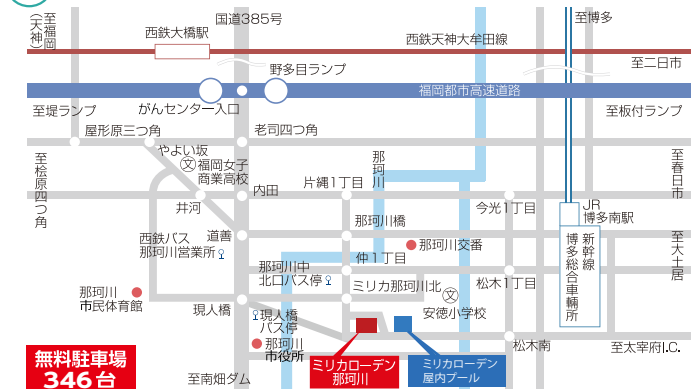 至福岡
(天神)
西鉄大橋駅
国道385号
西鉄天神大牟田線
至博多
至二日市
野多目ランプ
福岡都市高速道路
至堤ランプ
がんセンター入口
至板付ランプ
屋形原三つ角
老司四つ角
やよい坂
文
福岡女子
商業高校
那珂川
至桧原四つ角
至春日市
内田
片縄1丁目
井河
今光1丁目
JR
博多南駅
道善
那珂川橋
西鉄バス
那珂川営業所
那珂川交番
新幹線
博多総合車輌所
至大土居
仲1丁目
那珂川中
北口バス停
松木1丁目
ミリカ那珂川北
文
安徳小学校
那珂川
市民体育館
現人橋
現人橋
バス停
那珂川
市役所
松木南
至太宰府I.C.
無料駐車場
346台
至南畑ダム
ミリカローデン
那珂川
ミリカローデン
屋内プール